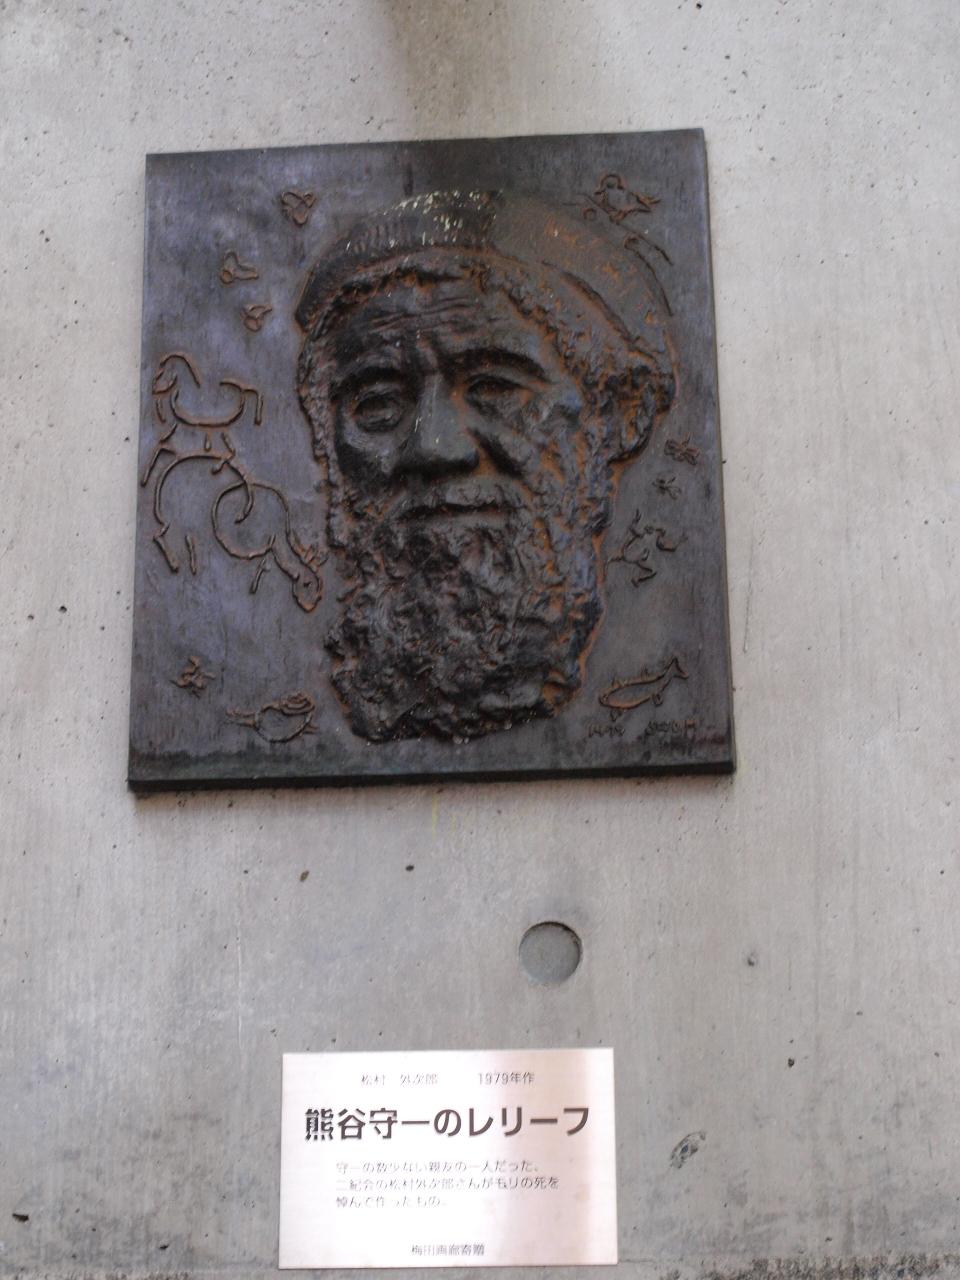 松村 外次郎 1979年作
熊谷守一のレリーフ
守一の数少ない親友の一人だった、
二紀会の松村外次郎さんがモリの死を
悼んで作ったもの。
梅田画廊寄贈